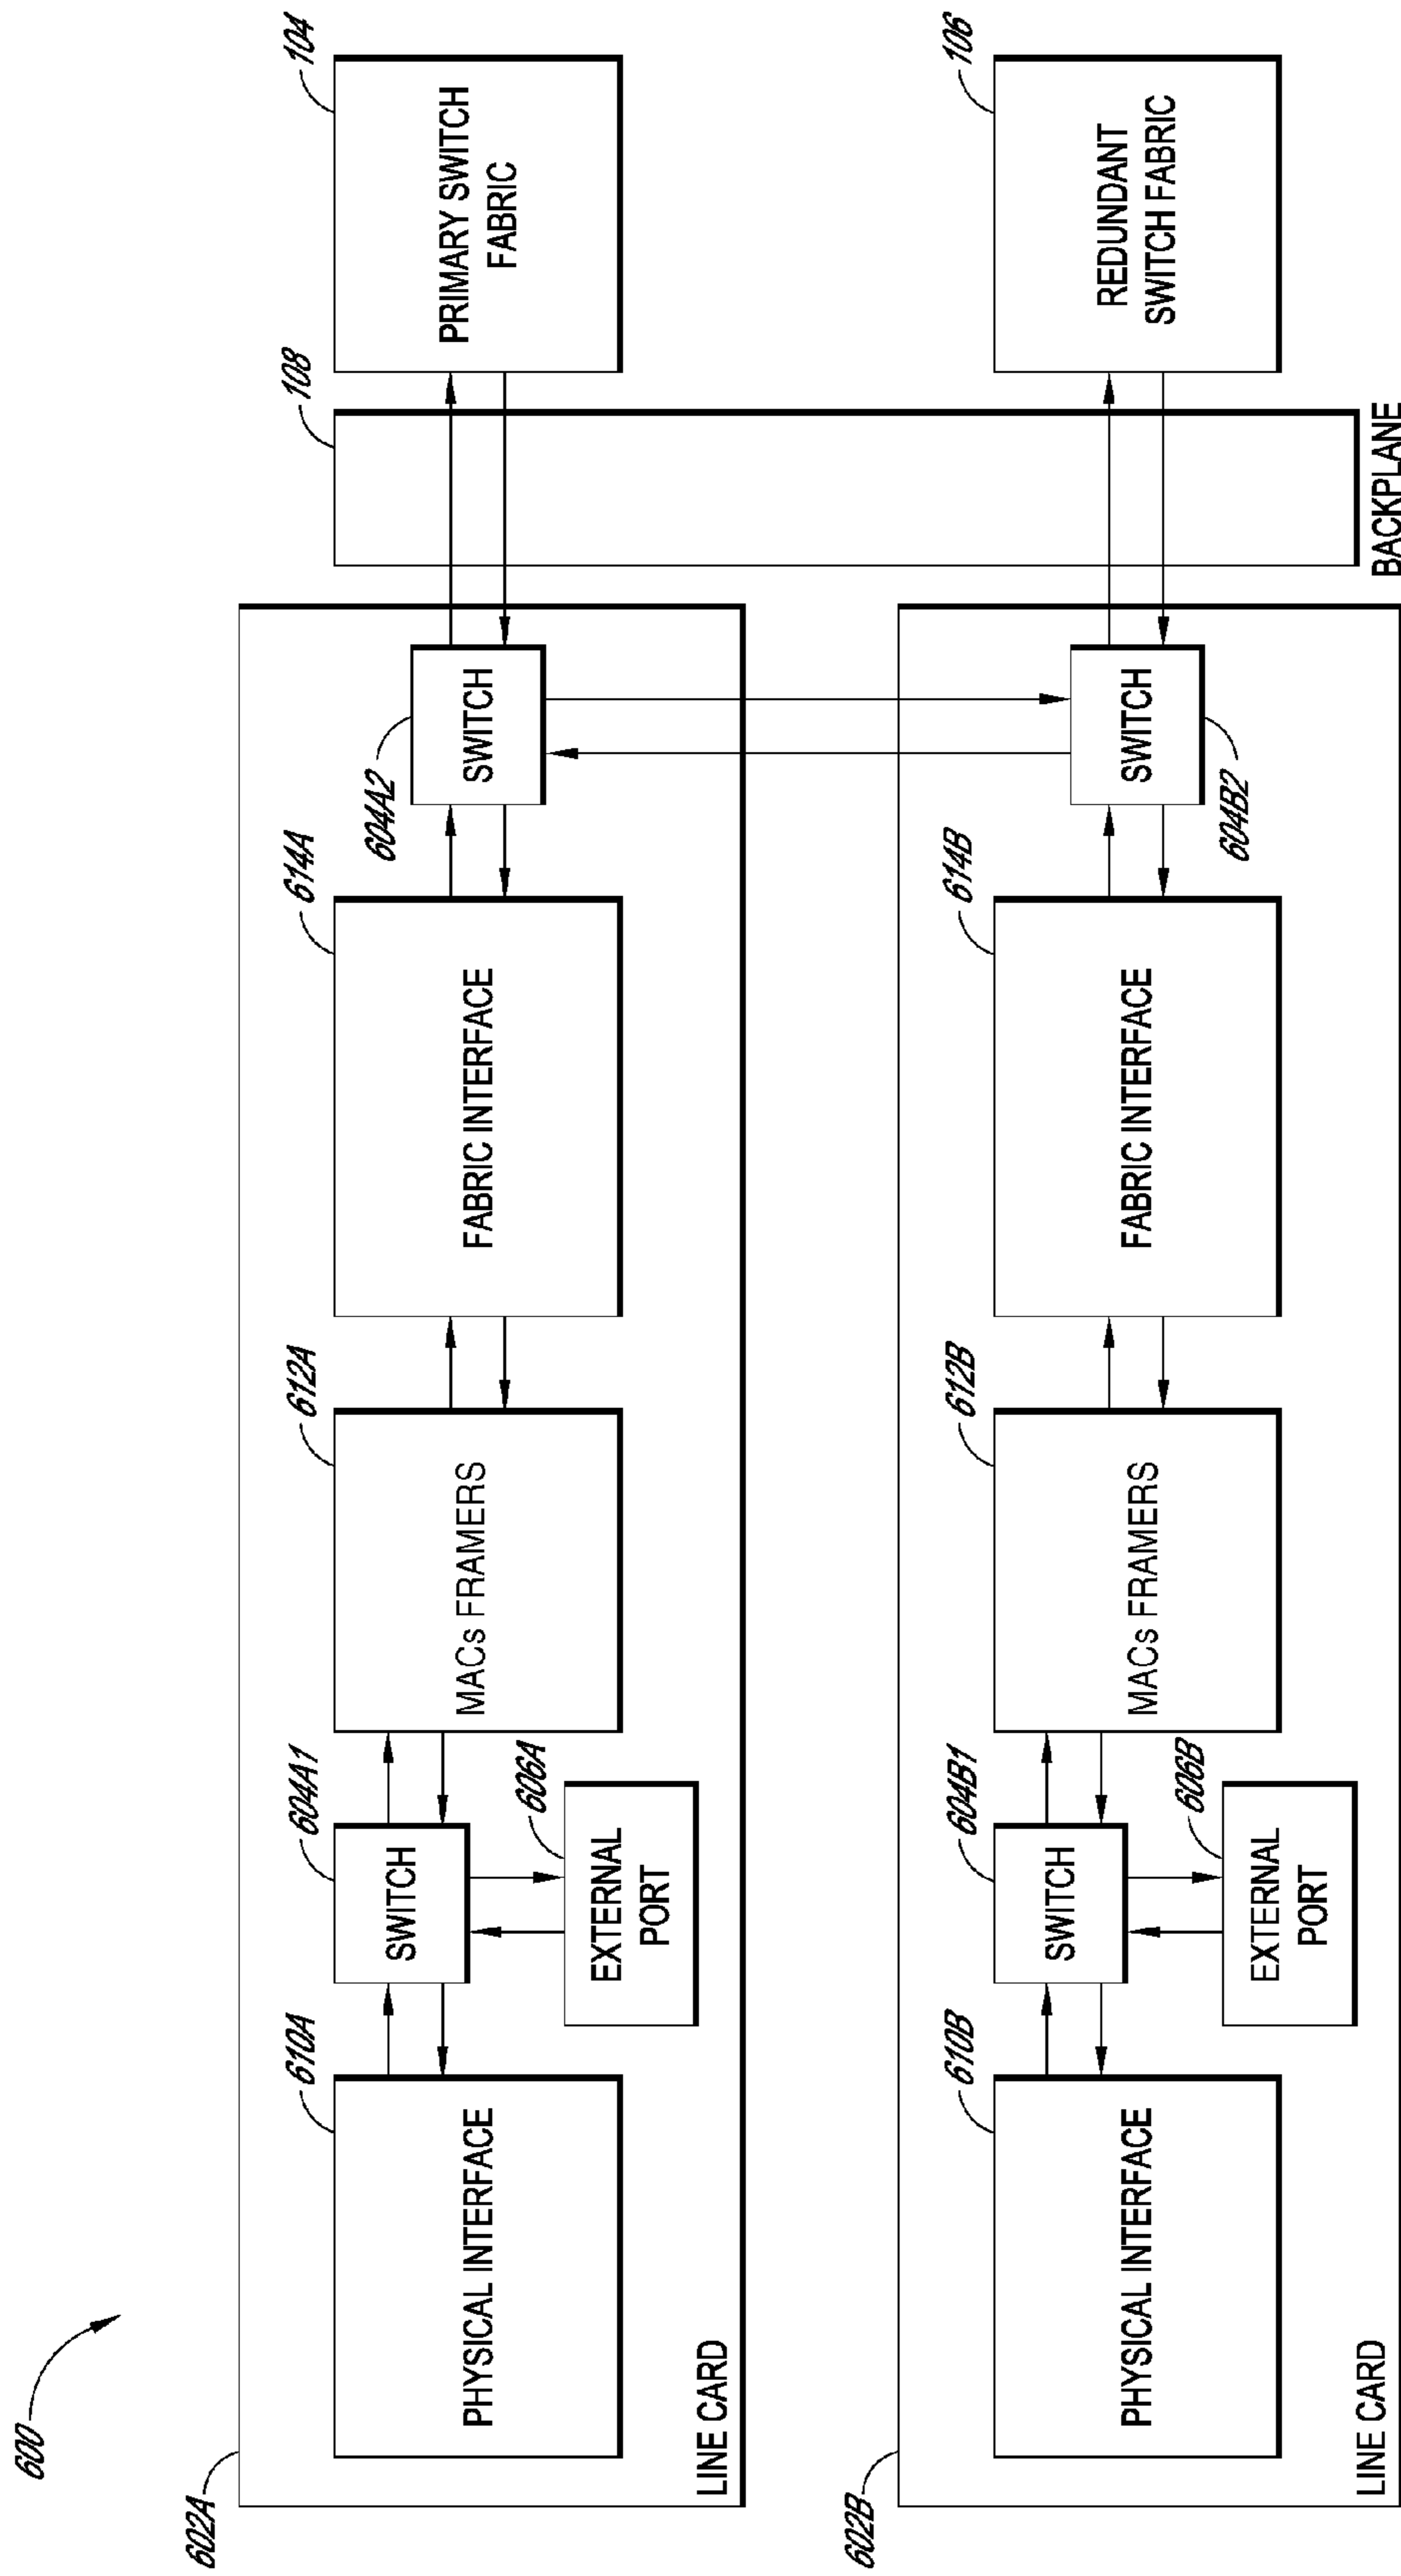 600
602A
610A
604A1
612A
614A
604A2
108
104
PHYSICAL INTERFACE
SWITCH
MACs FRAMERS
FABRIC INTERFACE
SWITCH
PRIMARY SWITCH
FABRIC
606A
EXTERNAL
PORT
LINE CARD
602B
610B
604B1
612B
614B
106
PHYSICAL INTERFACE
SWITCH
MACs FRAMERS
FABRIC INTERFACE
SWITCH
REDUNDANT
SWITCH FABRIC
606B
604B2
EXTERNAL
PORT
LINE CARD
BACKPLANE